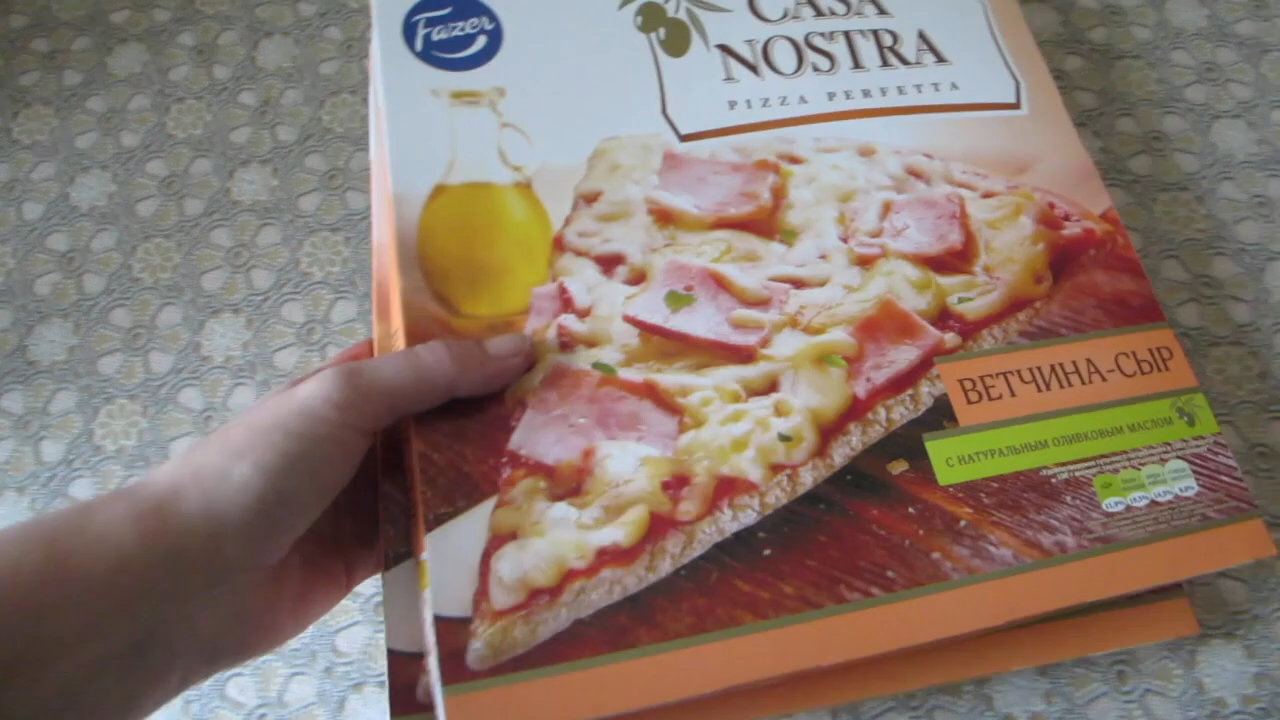 Fazer
CASA
NOSTRA
PIZZA PERFETTA
ВЕТЧИНА-СЫР
С НАТУРАЛЬНЫМ ОЛИВКОВЫМ МАСЛОМ